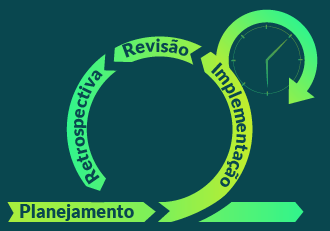 Planejamento
Implementação
Revisão
Retrospectiva